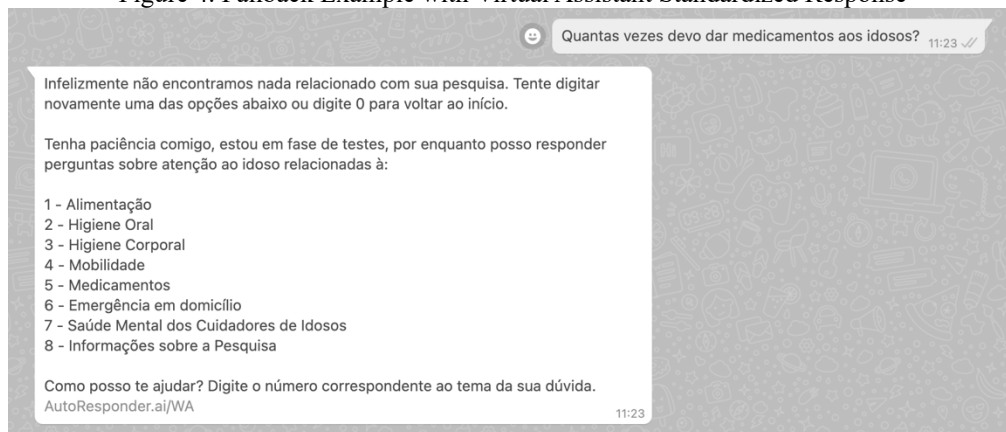 Figure 4. Fallback Example with Virtual Assistant Standardized Response
Quantas vezes devo dar medicamentos aos idosos? 11:23
Infelizmente não encontramos nada relacionado com sua pesquisa. Tente digitar
novamente uma das opções abaixo ou digite 0 para voltar ao início.
Tenha paciência comigo, estou em fase de testes, por enquanto posso responder
perguntas sobre atenção ao idoso relacionadas à:
1 - Alimentação
2 - Higiene Oral
3 - Higiene Corporal
4 - Mobilidade
5 - Medicamentos
6 - Emergência em domicílio
7 - Saúde Mental dos Cuidadores de Idosos
8 - Informações sobre a Pesquisa
Como posso te ajudar? Digite o número correspondente ao tema da sua dúvida.
AutoResponder.ai/WA
11:23